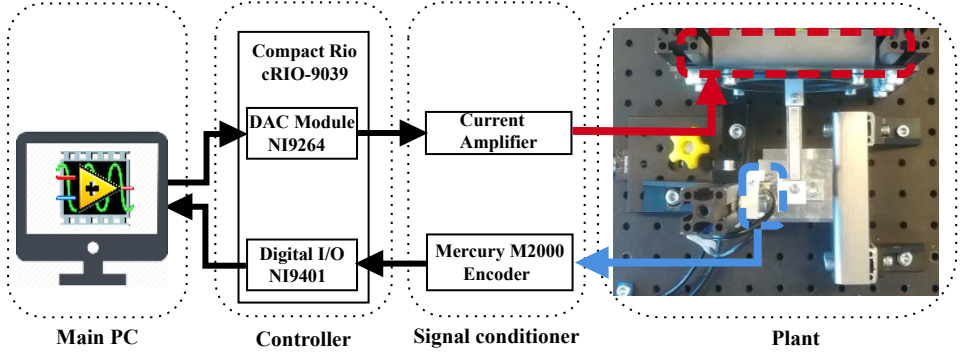 Compact Rio
cRIO-9039
DAC Module
NI9264
Current
Amplifier
Digital I/O
NI9401
Mercury M2000
Encoder
Main PC
Controller
Signal conditioner
Plant